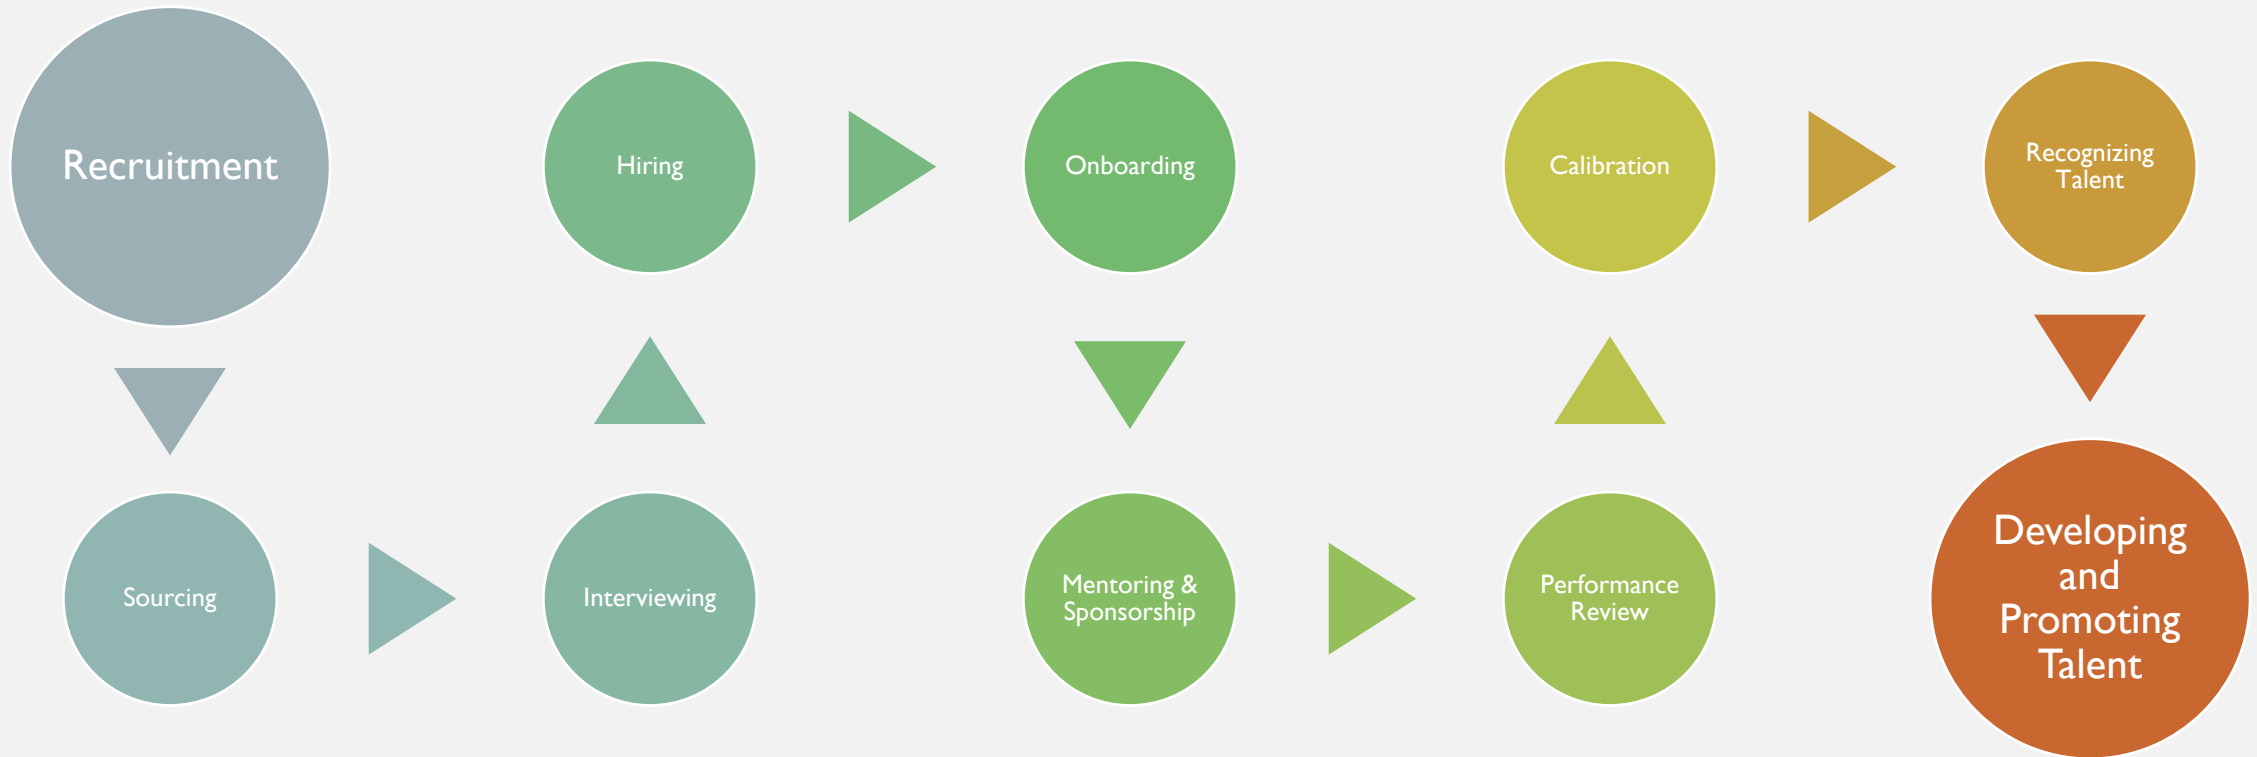 Recruitment
Sourcing
Interviewing
Hiring
Onboarding
Mentoring &
Sponsorship
Performance
Review
Calibration
Recognizing
Talent
Developing
and
Promoting
Talent